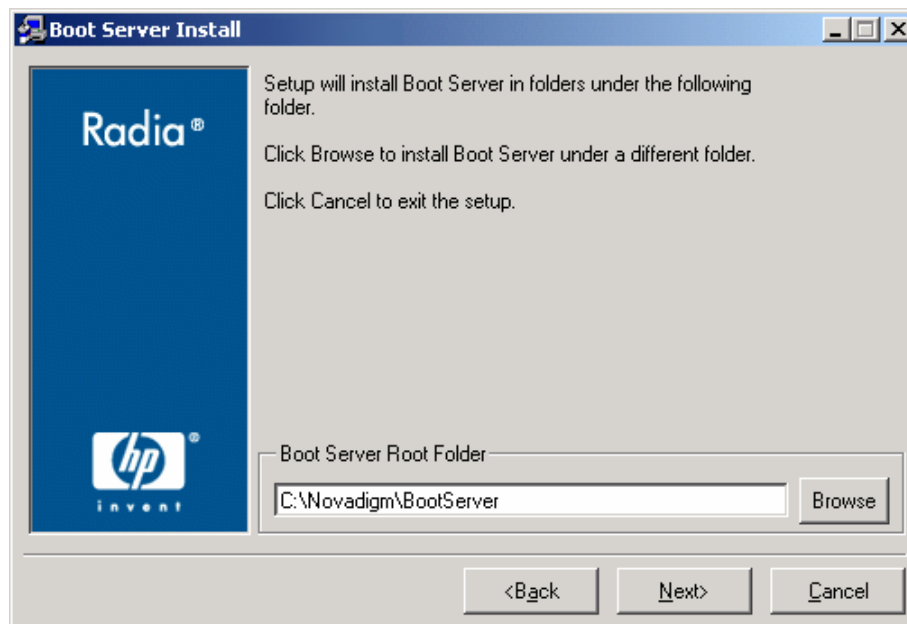 Boot Server Install
Radia®
Setup will install Boot Server in folders under the following
folder.
Click Browse to install Boot Server under a different folder.
Click Cancel to exit the setup.
hp®
invent
Boot Server Root Folder
C:\Novadigm\BootServer
Browse
<Back
Next>
Cancel